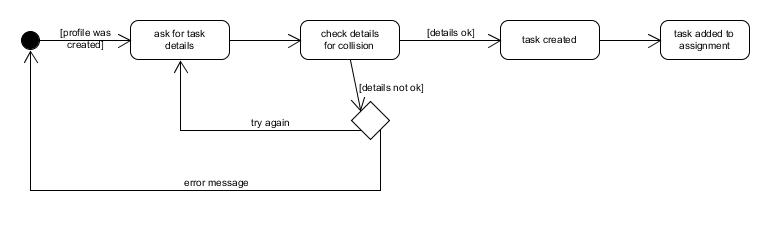 [profile was
created]
ask for task
details
check details
for collision
[details ok]
task created
task added to
assignment
[details not ok]
try again
error message